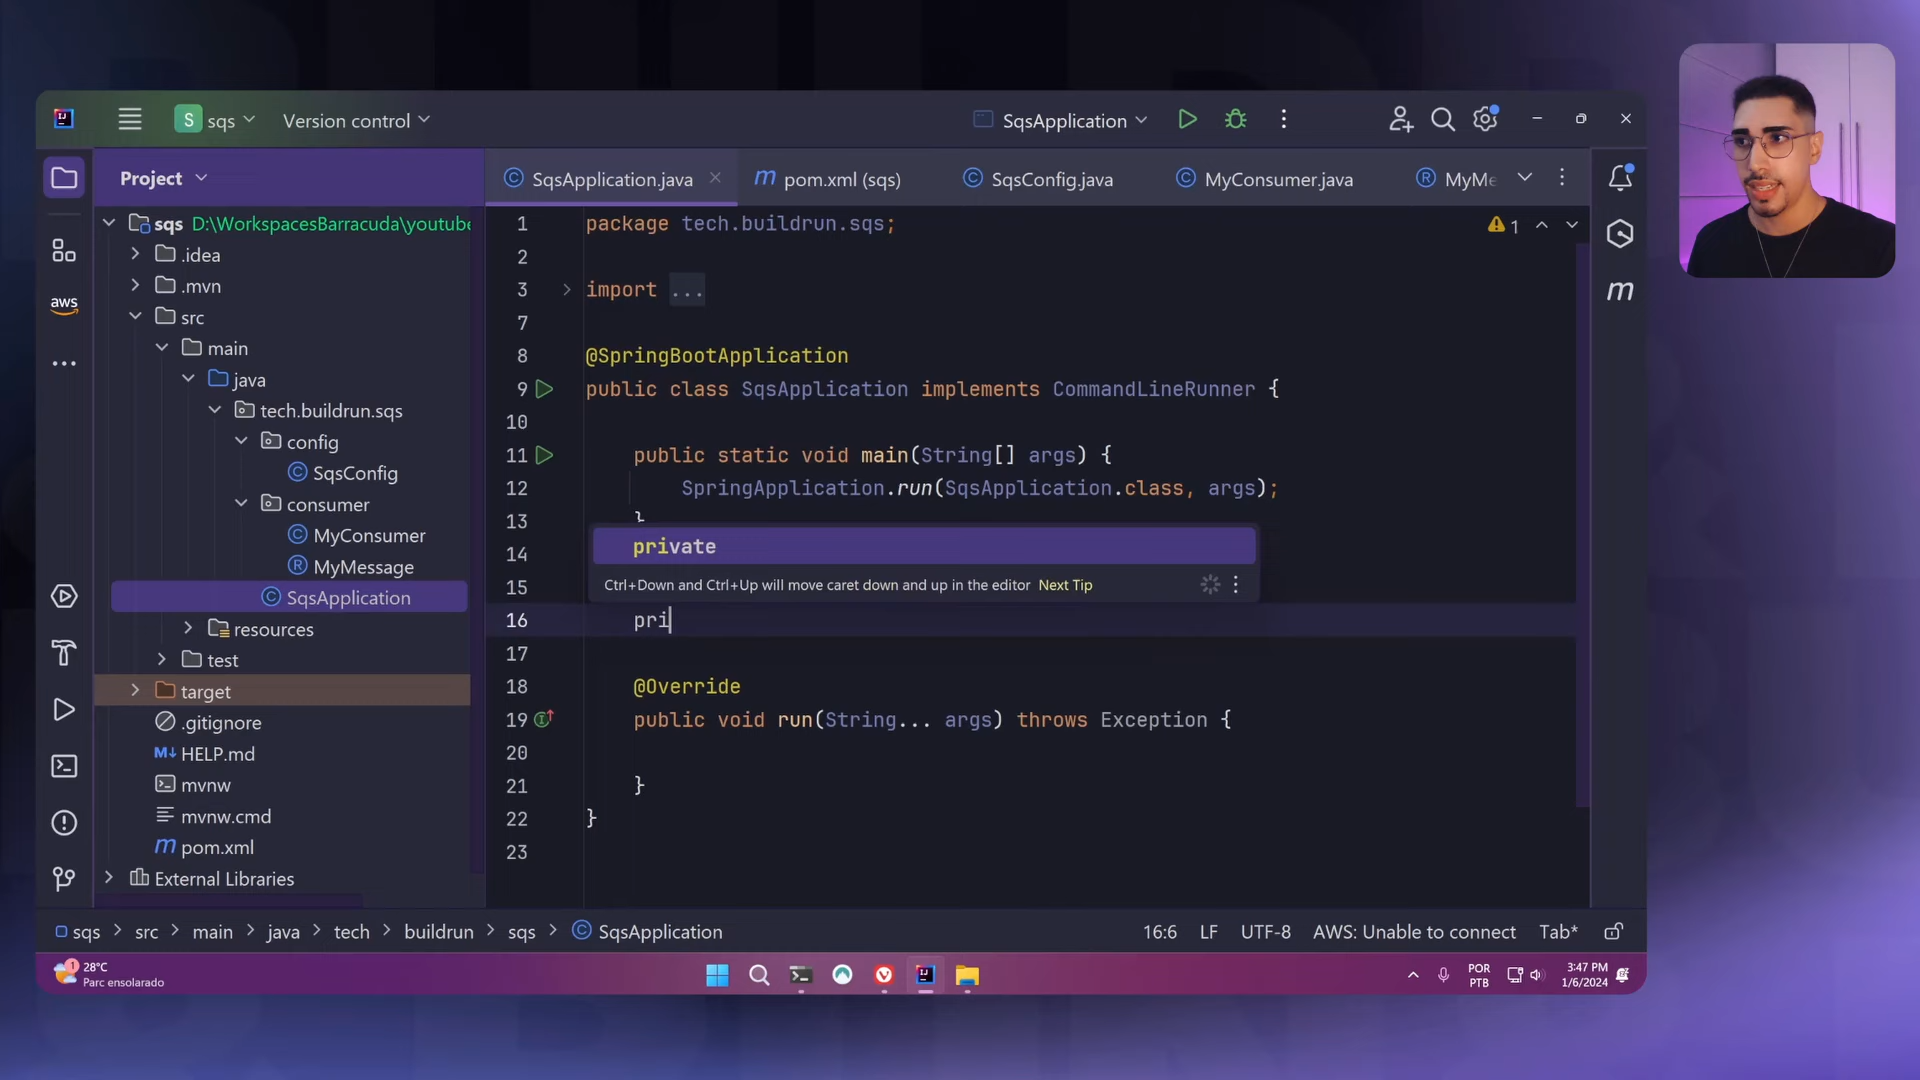 S sqs Version control SqsApplication
Project SqsApplication.java pom.xml (sqs) SqsConfig.java MyConsumer.java MyMe
sqs D:\WorkspacesBarracuda\youtube
.idea
.mvn
src
main
java
tech.buildrun.sqs
config
SqsConfig
consumer
MyConsumer
MyMessage
SqsApplication
resources
test
target
.gitignore
HELP.md
mvnw
mvnw.cmd
pom.xml
External Libraries
aws
1 package tech.buildrun.sqs;
2
3 import ...
7
8 @SpringBootApplication
9 public class SqsApplication implements CommandLineRunner {
10
11 public static void main(String[] args) {
12 SpringApplication.run(SqsApplication.class, args);
13 }
14
15
16 pri
17
18 @Override
19 public void run(String... args) throws Exception {
20
21 }
22 }
23
private
Ctrl+Down and Ctrl+Up will move caret down and up in the editor Next Tip
1
m
sqs > src > main > java > tech > buildrun > sqs > SqsApplication 16:6 LF UTF-8 AWS: Unable to connect Tab*
1 28°C
Parc ensolarado
POR
PTB
3:47 PM
1/6/2024